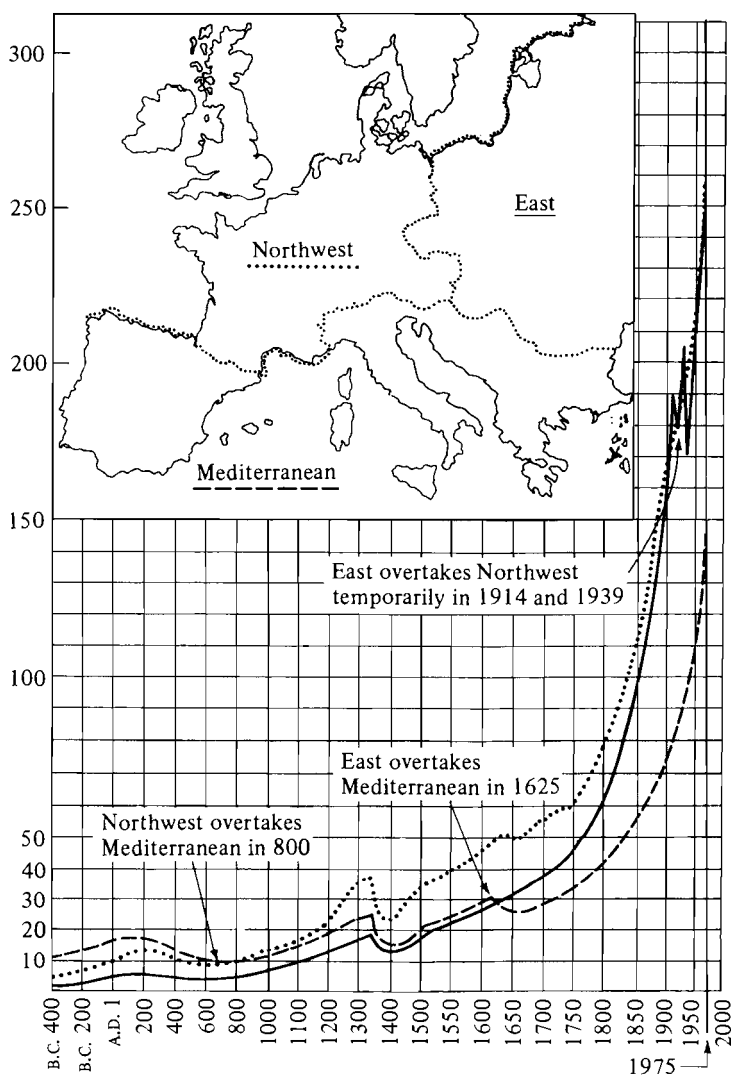 300
250
200
150
100
50
40
30
20
10
East
Northwest
Mediterranean
East overtakes Northwest
temporarily in 1914 and 1939
East overtakes
Mediterranean in 1625
Northwest overtakes
Mediterranean in 800
B.C. 400
B.C. 200
A.D. 1
200
400
600
800
1000
1100
1200
1300
1400
1500
1550
1600
1650
1700
1750
1800
1850
1900
1950
2000
1975